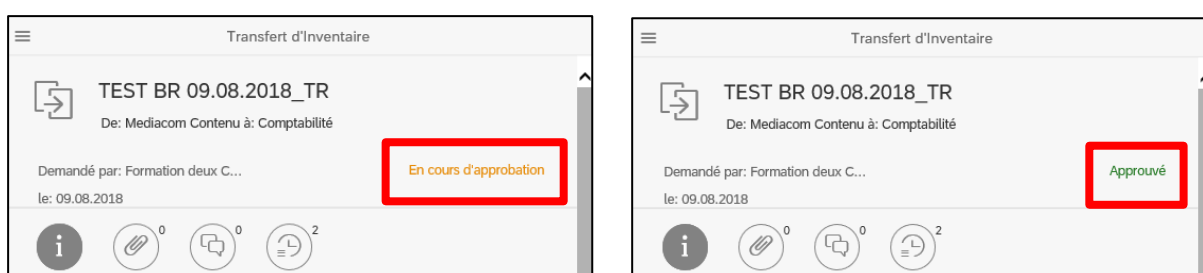 Transfert d'Inventaire
TEST BR 09.08.2018_TR
De: Mediacom Contenu à: Comptabilité
Demandé par: Formation deux C...
En cours d'approbation
le: 09.08.2018
i 0 0 2
Transfert d'Inventaire
TEST BR 09.08.2018_TR
De: Mediacom Contenu à: Comptabilité
Demandé par: Formation deux C...
Approuvé
le: 09.08.2018
i 0 0 2